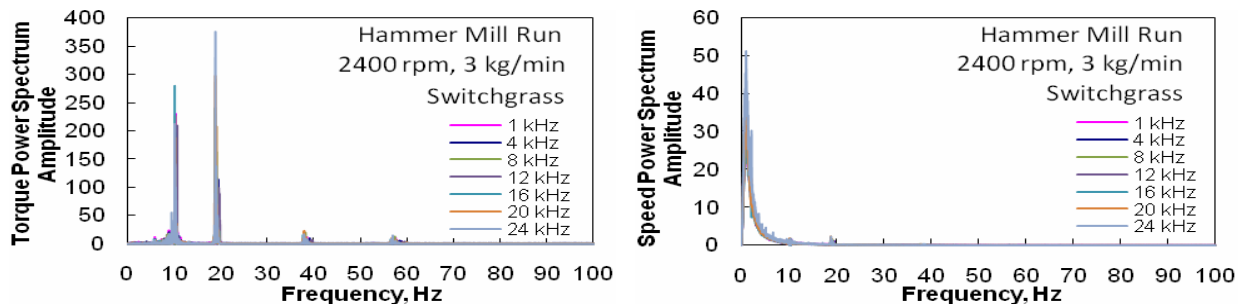 Torque Power Spectrum
Amplitude
400
350
300
250
200
150
100
50
0
Hammer Mill Run
2400 rpm, 3 kg/min
Switchgrass
1 kHz
4 kHz
8 kHz
12 kHz
16 kHz
20 kHz
24 kHz
0 10 20 30 40 50 60 70 80 90 100
Frequency, Hz
Speed Power Spectrum
Amplitude
60
50
40
30
20
10
0
Hammer Mill Run
2400 rpm, 3 kg/min
Switchgrass
1 kHz
4 kHz
8 kHz
12 kHz
16 kHz
20 kHz
24 kHz
0 10 20 30 40 50 60 70 80 90 100
Frequency, Hz